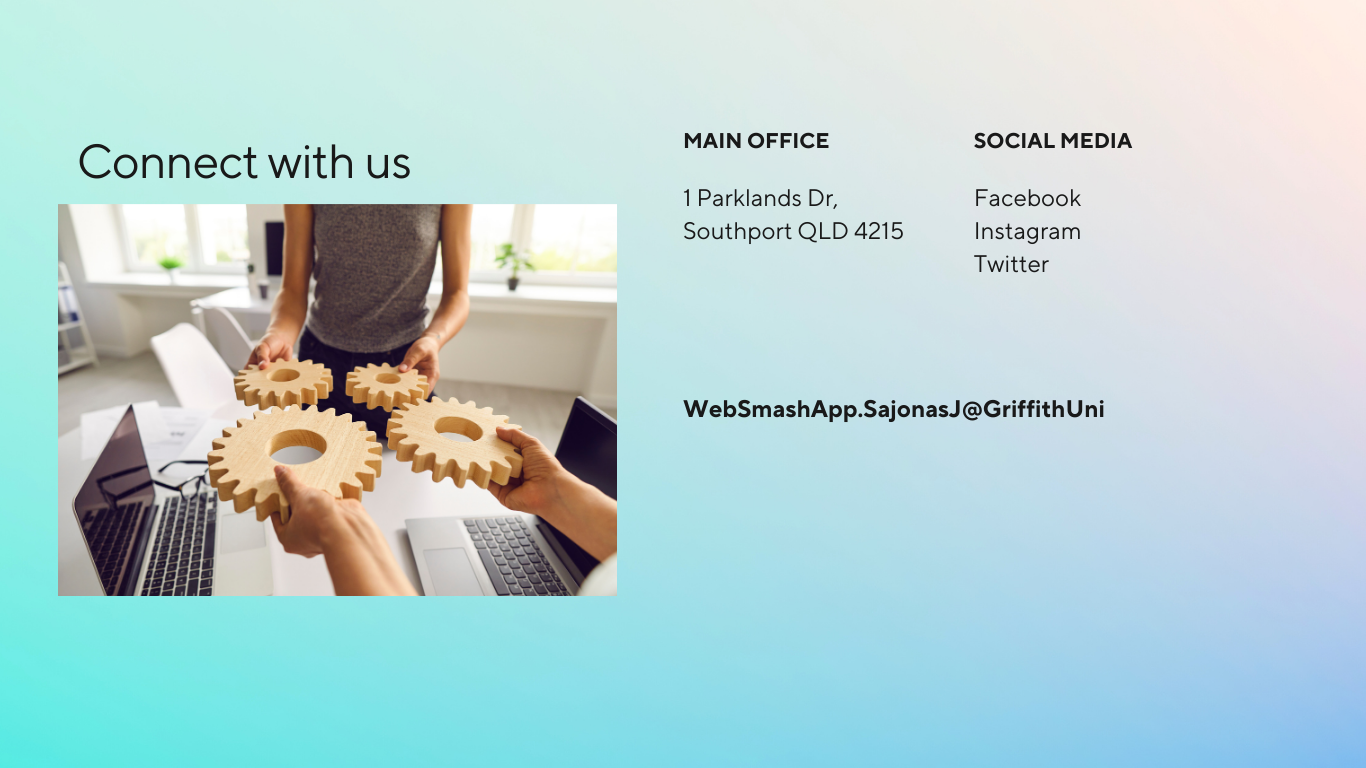 Connect with us
MAIN OFFICE
1 Parklands Dr,
Southport QLD 4215
SOCIAL MEDIA
Facebook
Instagram
Twitter
WebSmashApp.SajonasJ@GriffithUni